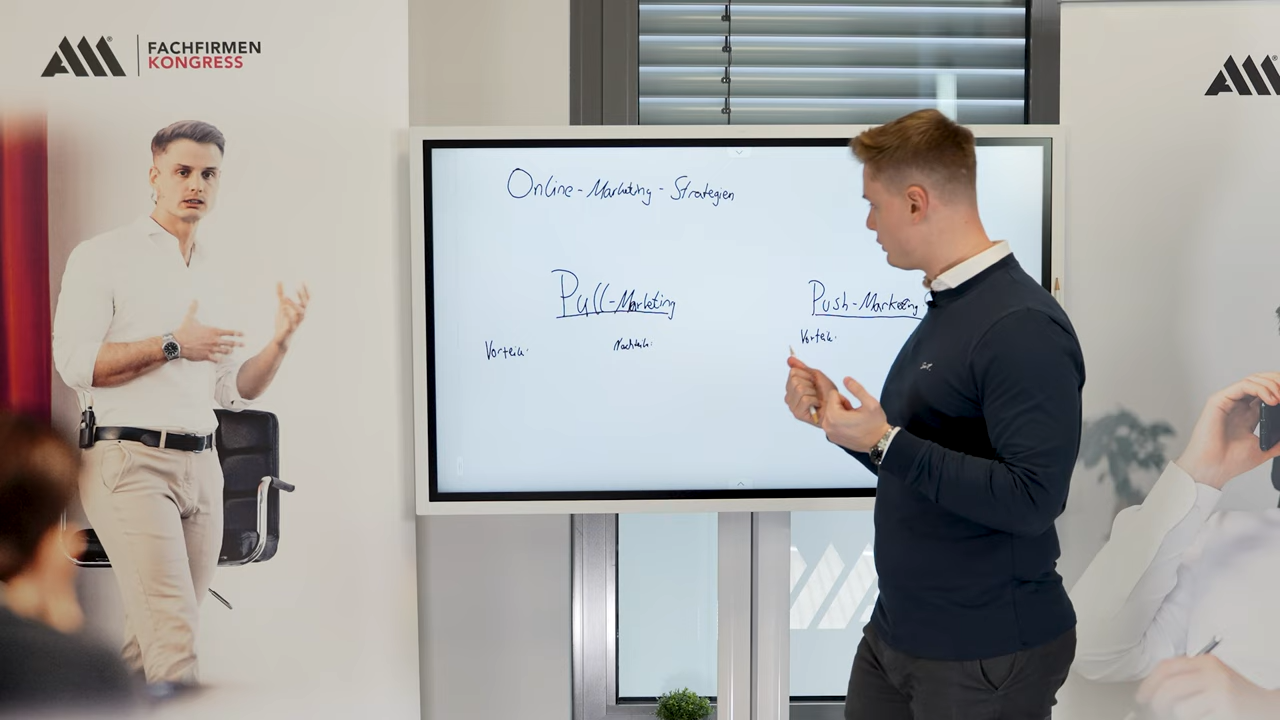 FACHFIRMEN
KONGRESS
Online-Marketing-Strategien
Pull-Marketing
Vorteile:
Nachteile:
Push-Marketing
Vorteile: